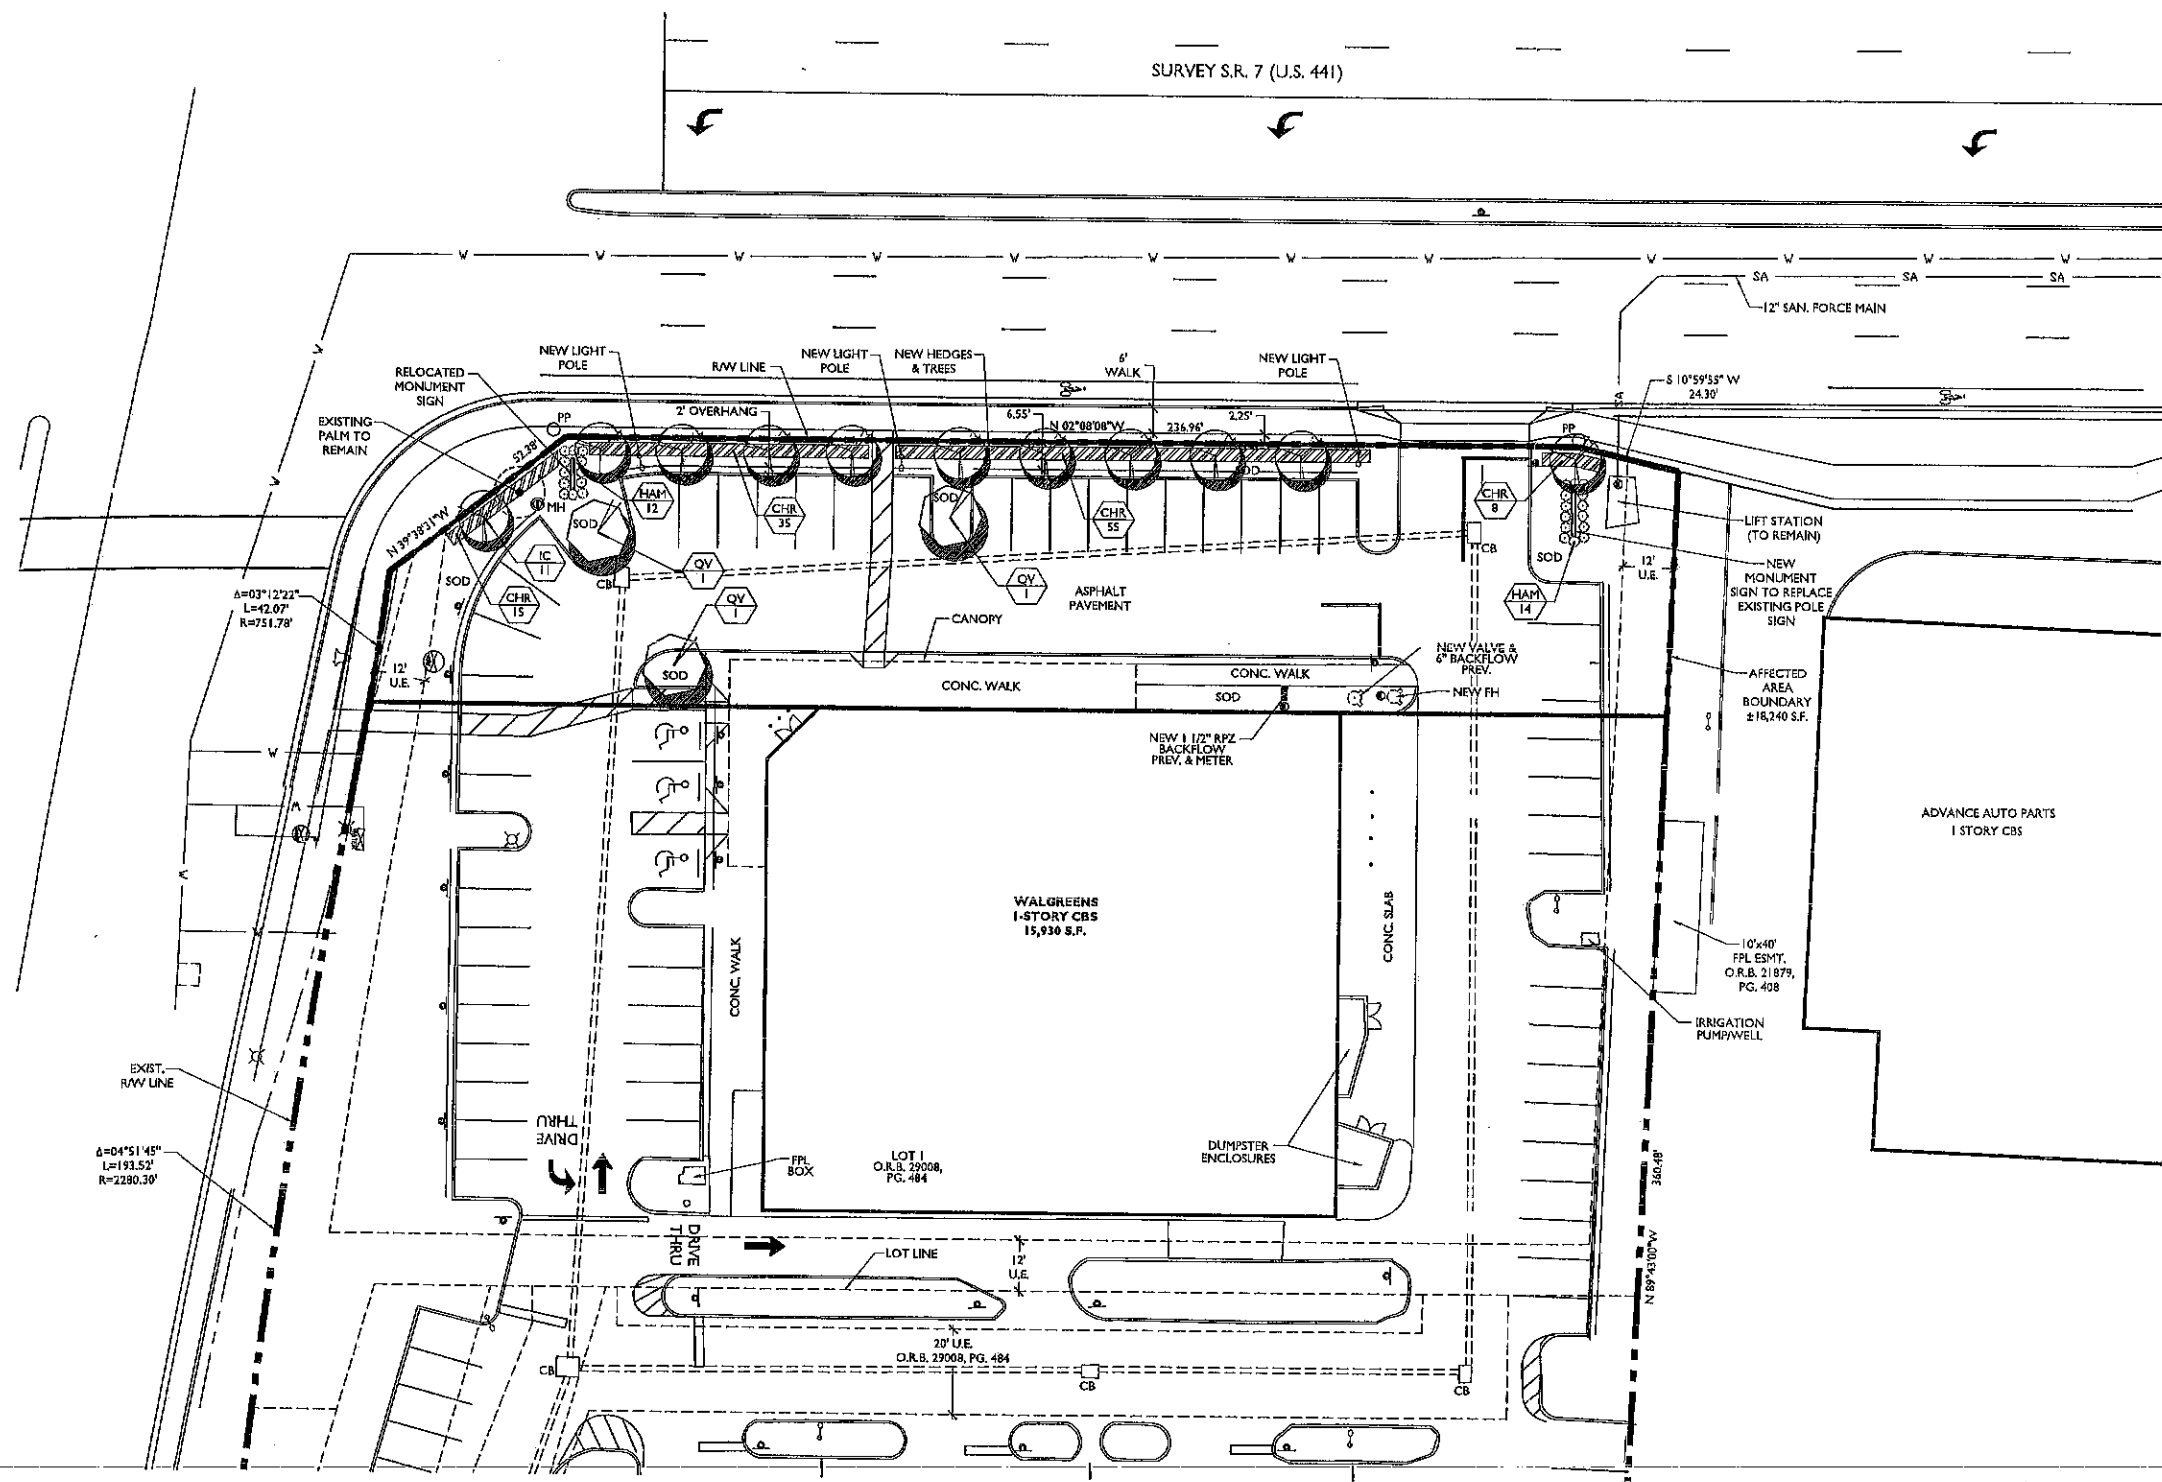 SURVEY S.R. 7 (U.S. 441)
W W W W W W W W W W W W
SA SA SA
12" SAN. FORCE MAIN
W
NEW LIGHT
POLE
R/W LINE
NEW LIGHT
POLE
NEW HEDGES
& TREES
6'
WALK
NEW LIGHT
POLE
RELOCATED
MONUMENT
SIGN
S 10°59'55" W
24.30'
SA
EXISTING
PALM TO
REMAIN
PP
2' OVERHANG
6.55'
N 02°08'08"W
236.96'
2.25'
PP
52.28'
N 39°38'31"W
W
MH
SOD
HAM
12
CHR
35
SOD
CHR
55
SOD
CHR
8
CB
LIFT STATION
(TO REMAIN)
SOD
12'
U.E.
NEW
MONUMENT
SIGN TO REPLACE
EXISTING POLE
SIGN
SOD
IC
11
CHR
15
CB
QV
1
QV
1
QV
1
ASPHALT
PAVEMENT
HAM
14
Δ=03°12'22"
L=42.07'
R=751.78'
12'
U.E.
CANOPY
SOD
CONC. WALK
CONC. WALK
SOD
NEW VALVE &
6" BACKFLOW
PREV.
NEW FH
AFFECTED
AREA
BOUNDARY
±18,240 S.F.
NEW 1 1/2" RPZ
BACKFLOW
PREV. & METER
W
W
W
ADVANCE AUTO PARTS
1 STORY CBS
WALGREENS
1-STORY CBS
15,930 S.F.
CONC. WALK
CONC. SLAB
10'x40'
FPL ESMT.
O.R.B. 21879,
PG. 408
IRRIGATION
PUMP/WELL
EXIST.
R/W LINE
DRIVE
THRU
Δ=04°51'45"
L=193.52'
R=2280.30'
FPL
BOX
LOT 1
O.R.B. 29008,
PG. 484
DUMPSTER
ENCLOSURES
360.48'
N 89°43'00"W
DRIVE
THRU
LOT LINE
12'
U.E.
20' U.E.
O.R.B. 29008, PG. 484
CB
CB
CB